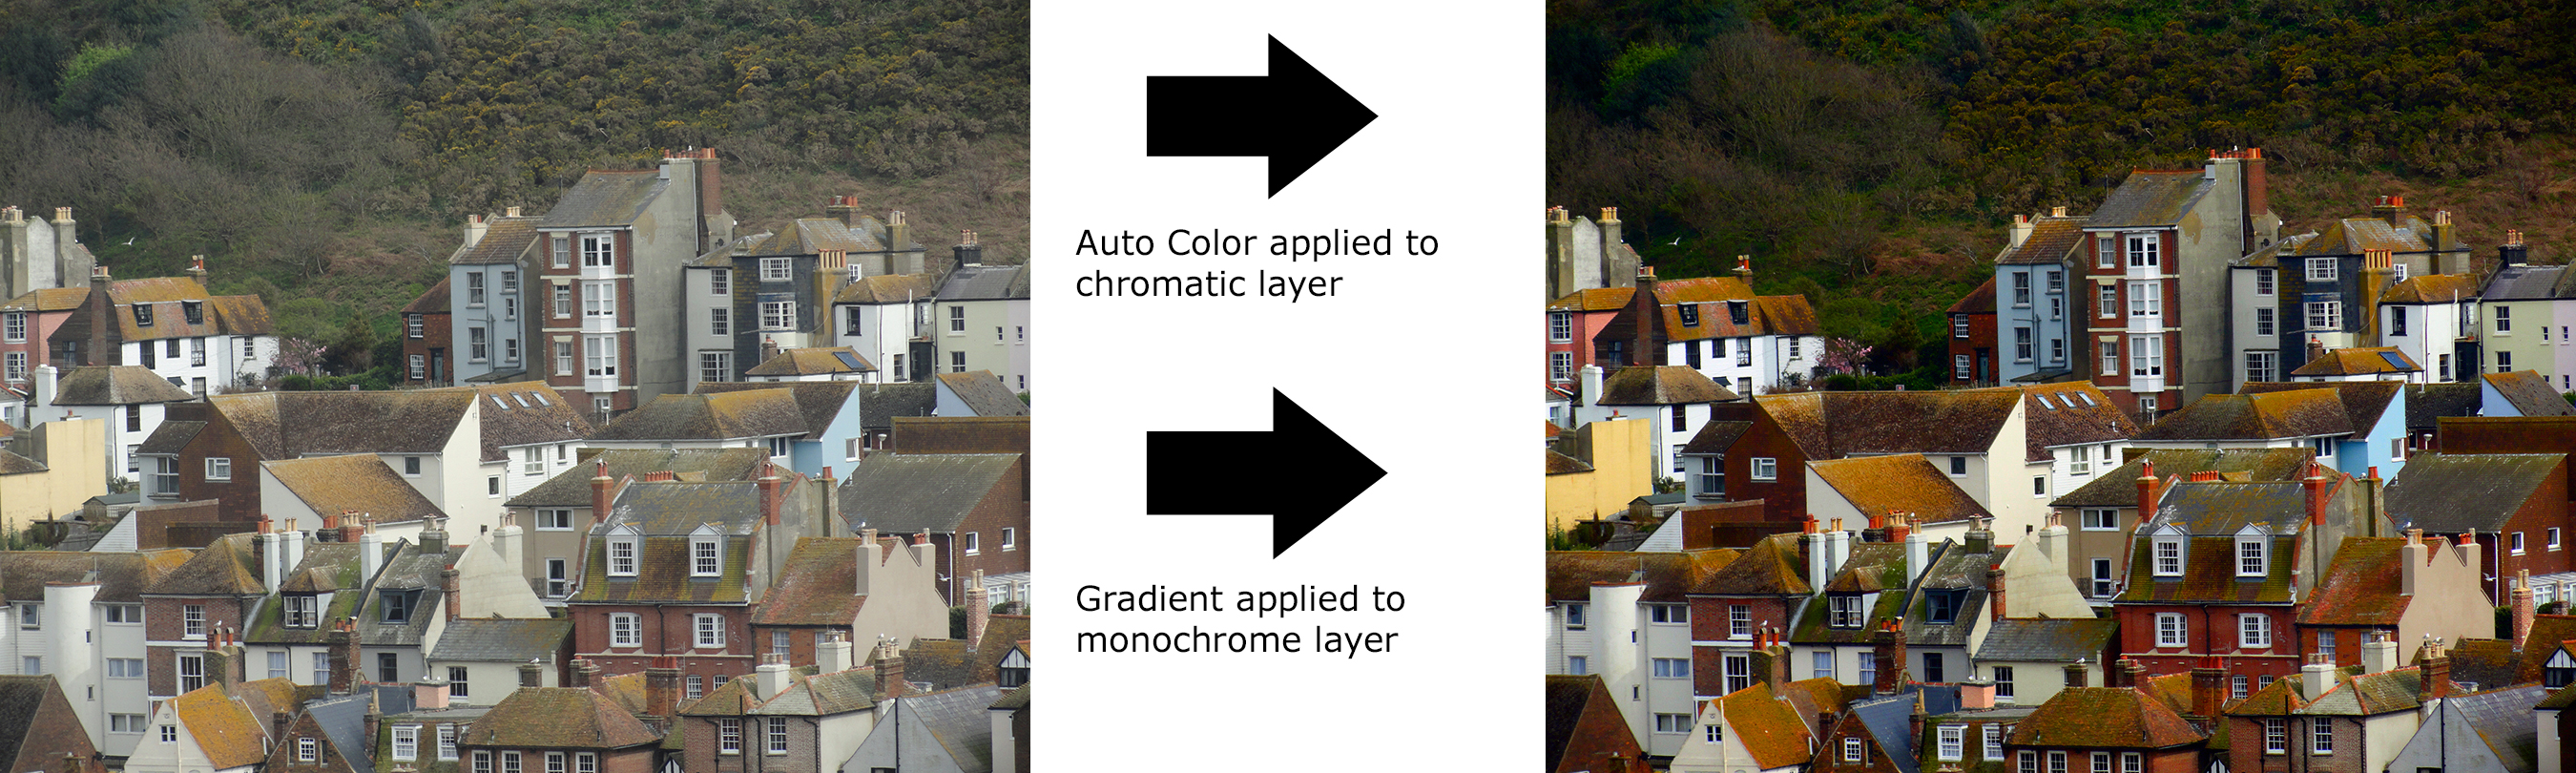 Auto Color applied to
chromatic layer
Gradient applied to
monochrome layer